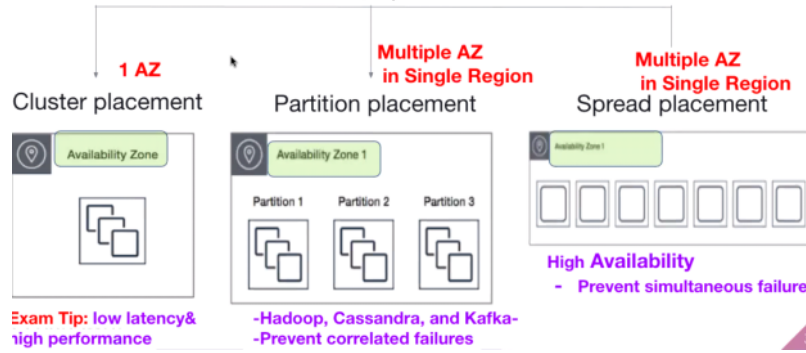 1 AZ
Multiple AZ
in Single Region
Multiple AZ
in Single Region
Cluster placement
Partition placement
Spread placement
Availability Zone
Availability Zone 1
Availability Zone 1
Partition 1
Partition 2
Partition 3
High Availability
- Prevent simultaneous failure
Exam Tip: low latency&
high performance
-Hadoop, Cassandra, and Kafka-
-Prevent correlated failures